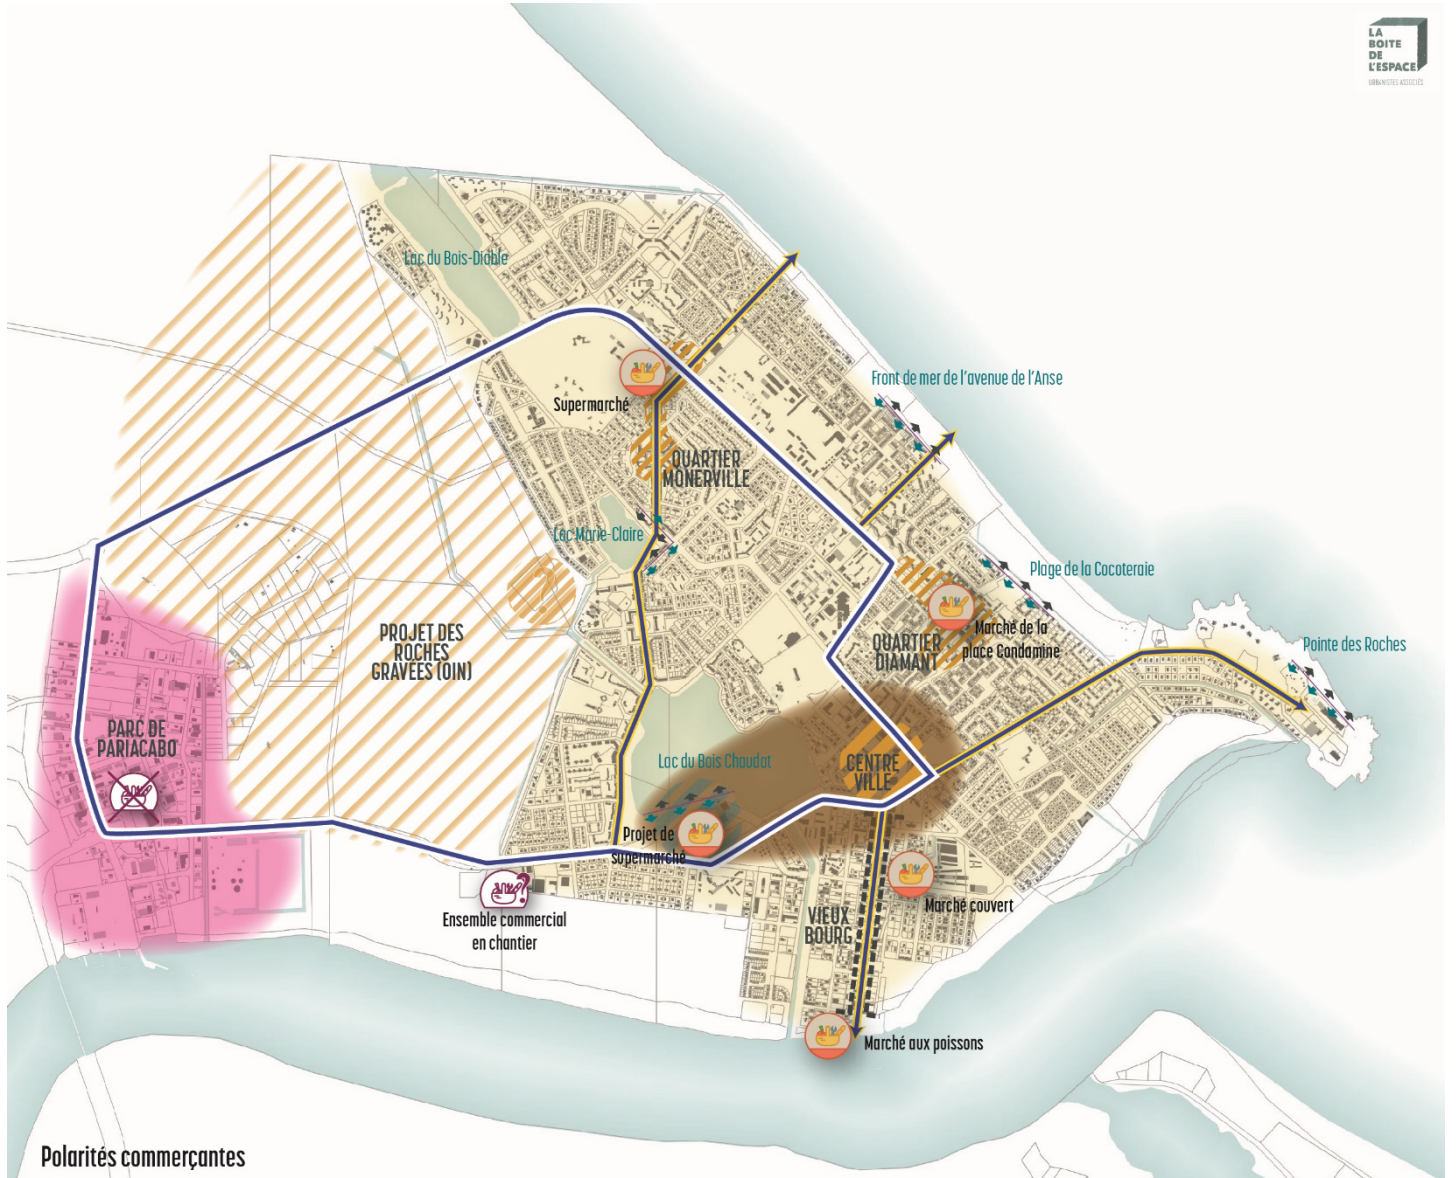 LA
BOITE
DE
L'ESPACE
URBANISTES ASSOCIÉS
Lac du Bois-Diable
Front de mer de l'avenue de l'Anse
Supermarché
QUARTIER
MONERVILLE
Lac Marie-Claire
Plage de la Cocoteraie
PROJET DES
ROCHES
GRAVÉES (OIN)
?
QUARTIER
DIAMANT
Marché de la
place Condamine
Pointe des Roches
PARC DE
PARIACABO
Lac du Bois Chaudat
CENTRE
VILLE
Projet de
supermarché
?
Ensemble commercial
en chantier
Marché couvert
VIEUX
BOURG
Marché aux poissons
Polarités commerçantes